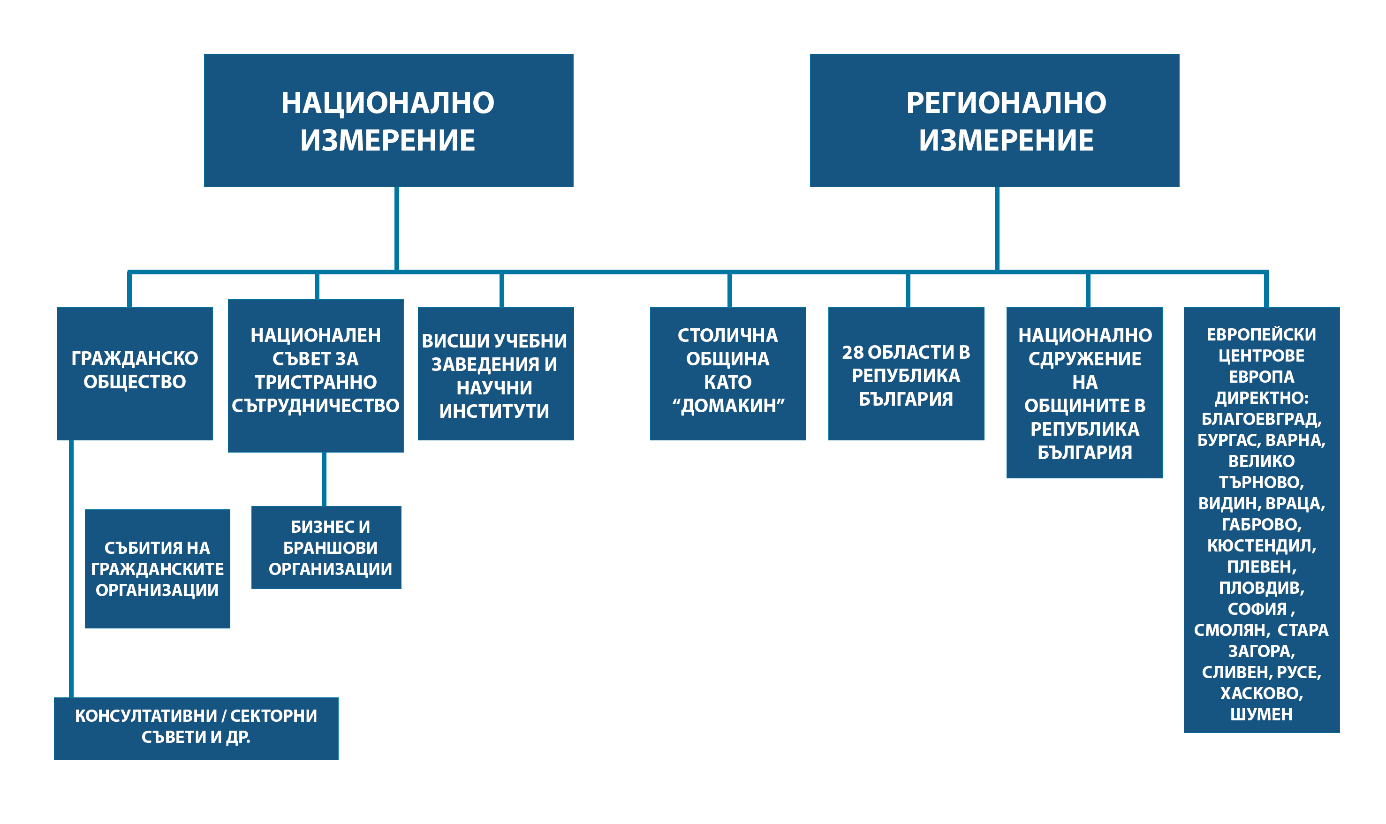 НАЦИОНАЛНО
ИЗМЕРЕНИЕ
РЕГИОНАЛНО
ИЗМЕРЕНИЕ
ГРАЖДАНСКО
ОБЩЕСТВО
НАЦИОНАЛЕН
СЪВЕТ ЗА
ТРИСТРАННО
СЪТРУДНИЧЕСТВО
ВИСШИ УЧЕБНИ
ЗАВЕДЕНИЯ И
НАУЧНИ
ИНСТИТУТИ
СТОЛИЧНА
ОБЩИНА
КАТО
“ДОМАКИН”
28 ОБЛАСТИ В
РЕПУБЛИКА
БЪЛГАРИЯ
НАЦИОНАЛНО
СДРУЖЕНИЕ
НА
ОБЩИНИТЕ В
РЕПУБЛИКА
БЪЛГАРИЯ
ЕВРОПЕЙСКИ
ЦЕНТРОВЕ
ЕВРОПА
ДИРЕКТНО:
БЛАГОЕВГРАД,
БУРГАС, ВАРНА,
ВЕЛИКО
ТЪРНОВО,
ВИДИН, ВРАЦА,
ГАБРОВО,
КЮСТЕНДИЛ,
ПЛЕВЕН,
ПЛОВДИВ,
СОФИЯ ,
СМОЛЯН, СТАРА
ЗАГОРА,
СЛИВЕН, РУСЕ,
ХАСКОВО,
ШУМЕН
СЪБИТИЯ НА
ГРАЖДАНСКИТЕ
ОРГАНИЗАЦИИ
БИЗНЕС И
БРАНШОВИ
ОРГАНИЗАЦИИ
КОНСУЛТАТИВНИ / СЕКТОРНИ
СЪВЕТИ И ДР.